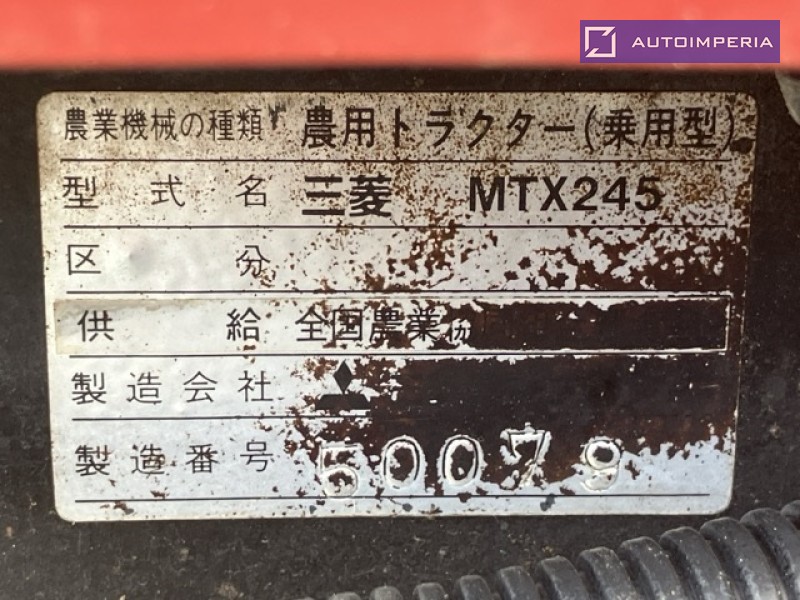 AUTOIMPERIA
農業機械の種類 農用トラクター(乗用型)
型式名 三菱 MTX245
区分
供給 全国農業協
製造会社
製造番号 50079